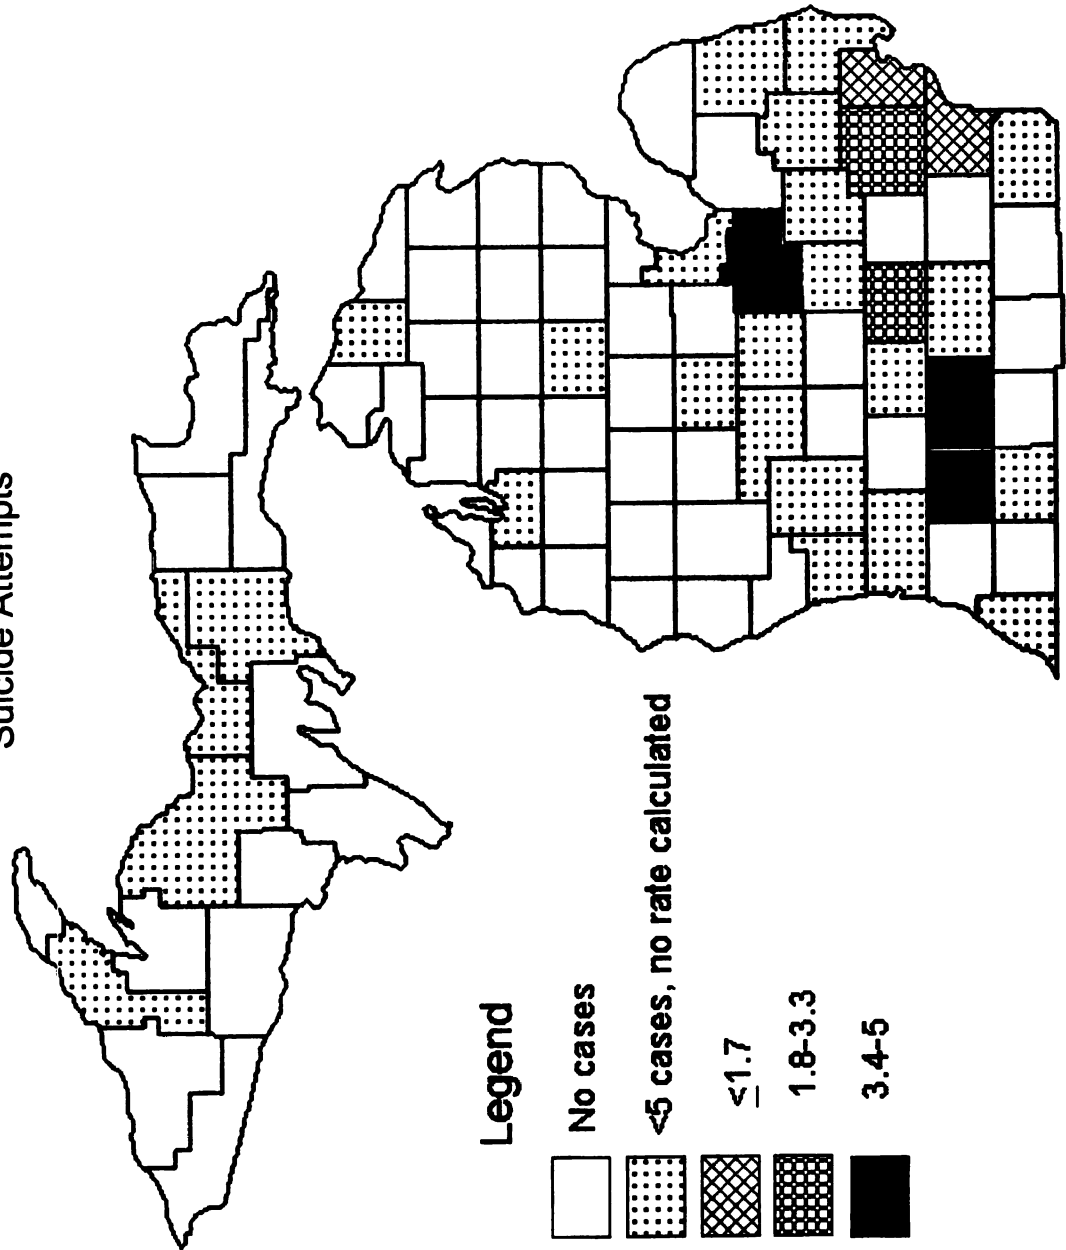 Suicide Attempts
Legend
No cases
<5 cases, no rate calculated
≤1.7
1.8-3.3
3.4-5